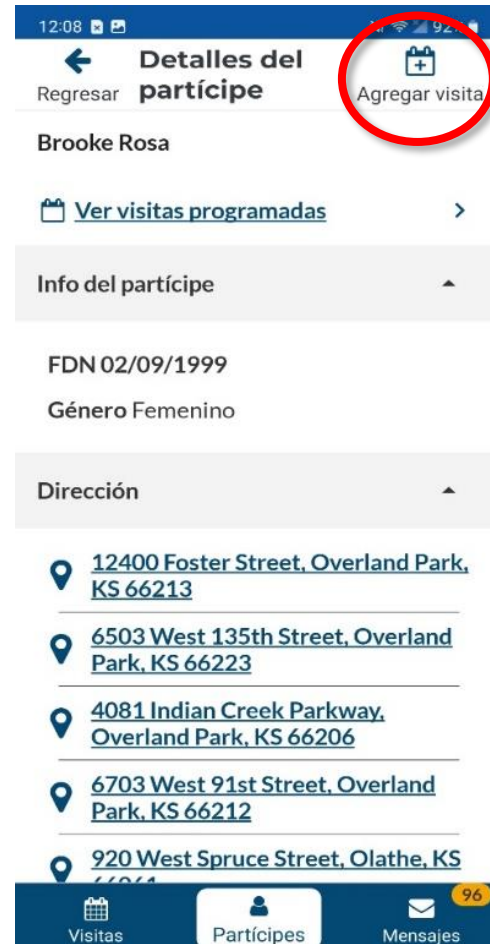 12:08
Detalles del
Regresar partícipe Agregar visita
Brooke Rosa
Ver visitas programadas
Info del partícipe
FDN 02/09/1999
Género Femenino
Dirección
12400 Foster Street, Overland Park,
KS 66213
6503 West 135th Street, Overland
Park, KS 66223
4081 Indian Creek Parkway,
Overland Park, KS 66206
6703 West 91st Street, Overland
Park, KS 66212
920 West Spruce Street, Olathe, KS
96
Visitas Partícipes Mensajes